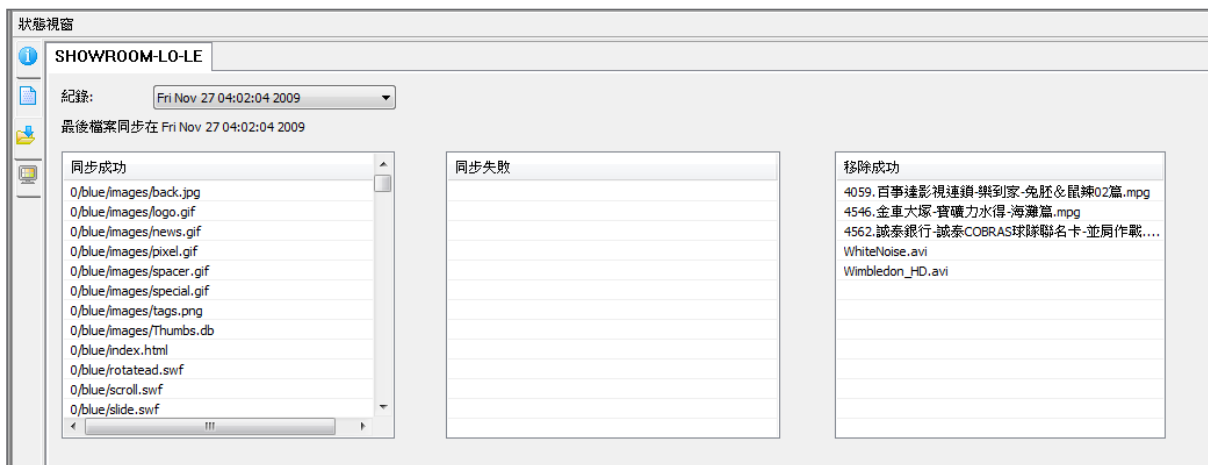 狀態視窗
SHOWROOM-LO-LE
紀錄: Fri Nov 27 04:02:04 2009
最後檔案同步在 Fri Nov 27 04:02:04 2009
同步成功
0/blue/images/back.jpg
0/blue/images/logo.gif
0/blue/images/news.gif
0/blue/images/pixel.gif
0/blue/images/spacer.gif
0/blue/images/special.gif
0/blue/images/tags.png
0/blue/images/Thumbs.db
0/blue/index.html
0/blue/rotatead.swf
0/blue/scroll.swf
0/blue/slide.swf
同步失敗
移除成功
4059.百事達影視連鎖-樂到家-兔胚&鼠辣02篇.mpg
4546.金車大塚-寶礦力水得-海灘篇.mpg
4562.誠泰銀行-誠泰COBRAS球隊聯名卡-並肩作戰....
WhiteNoise.avi
Wimbledon_HD.avi